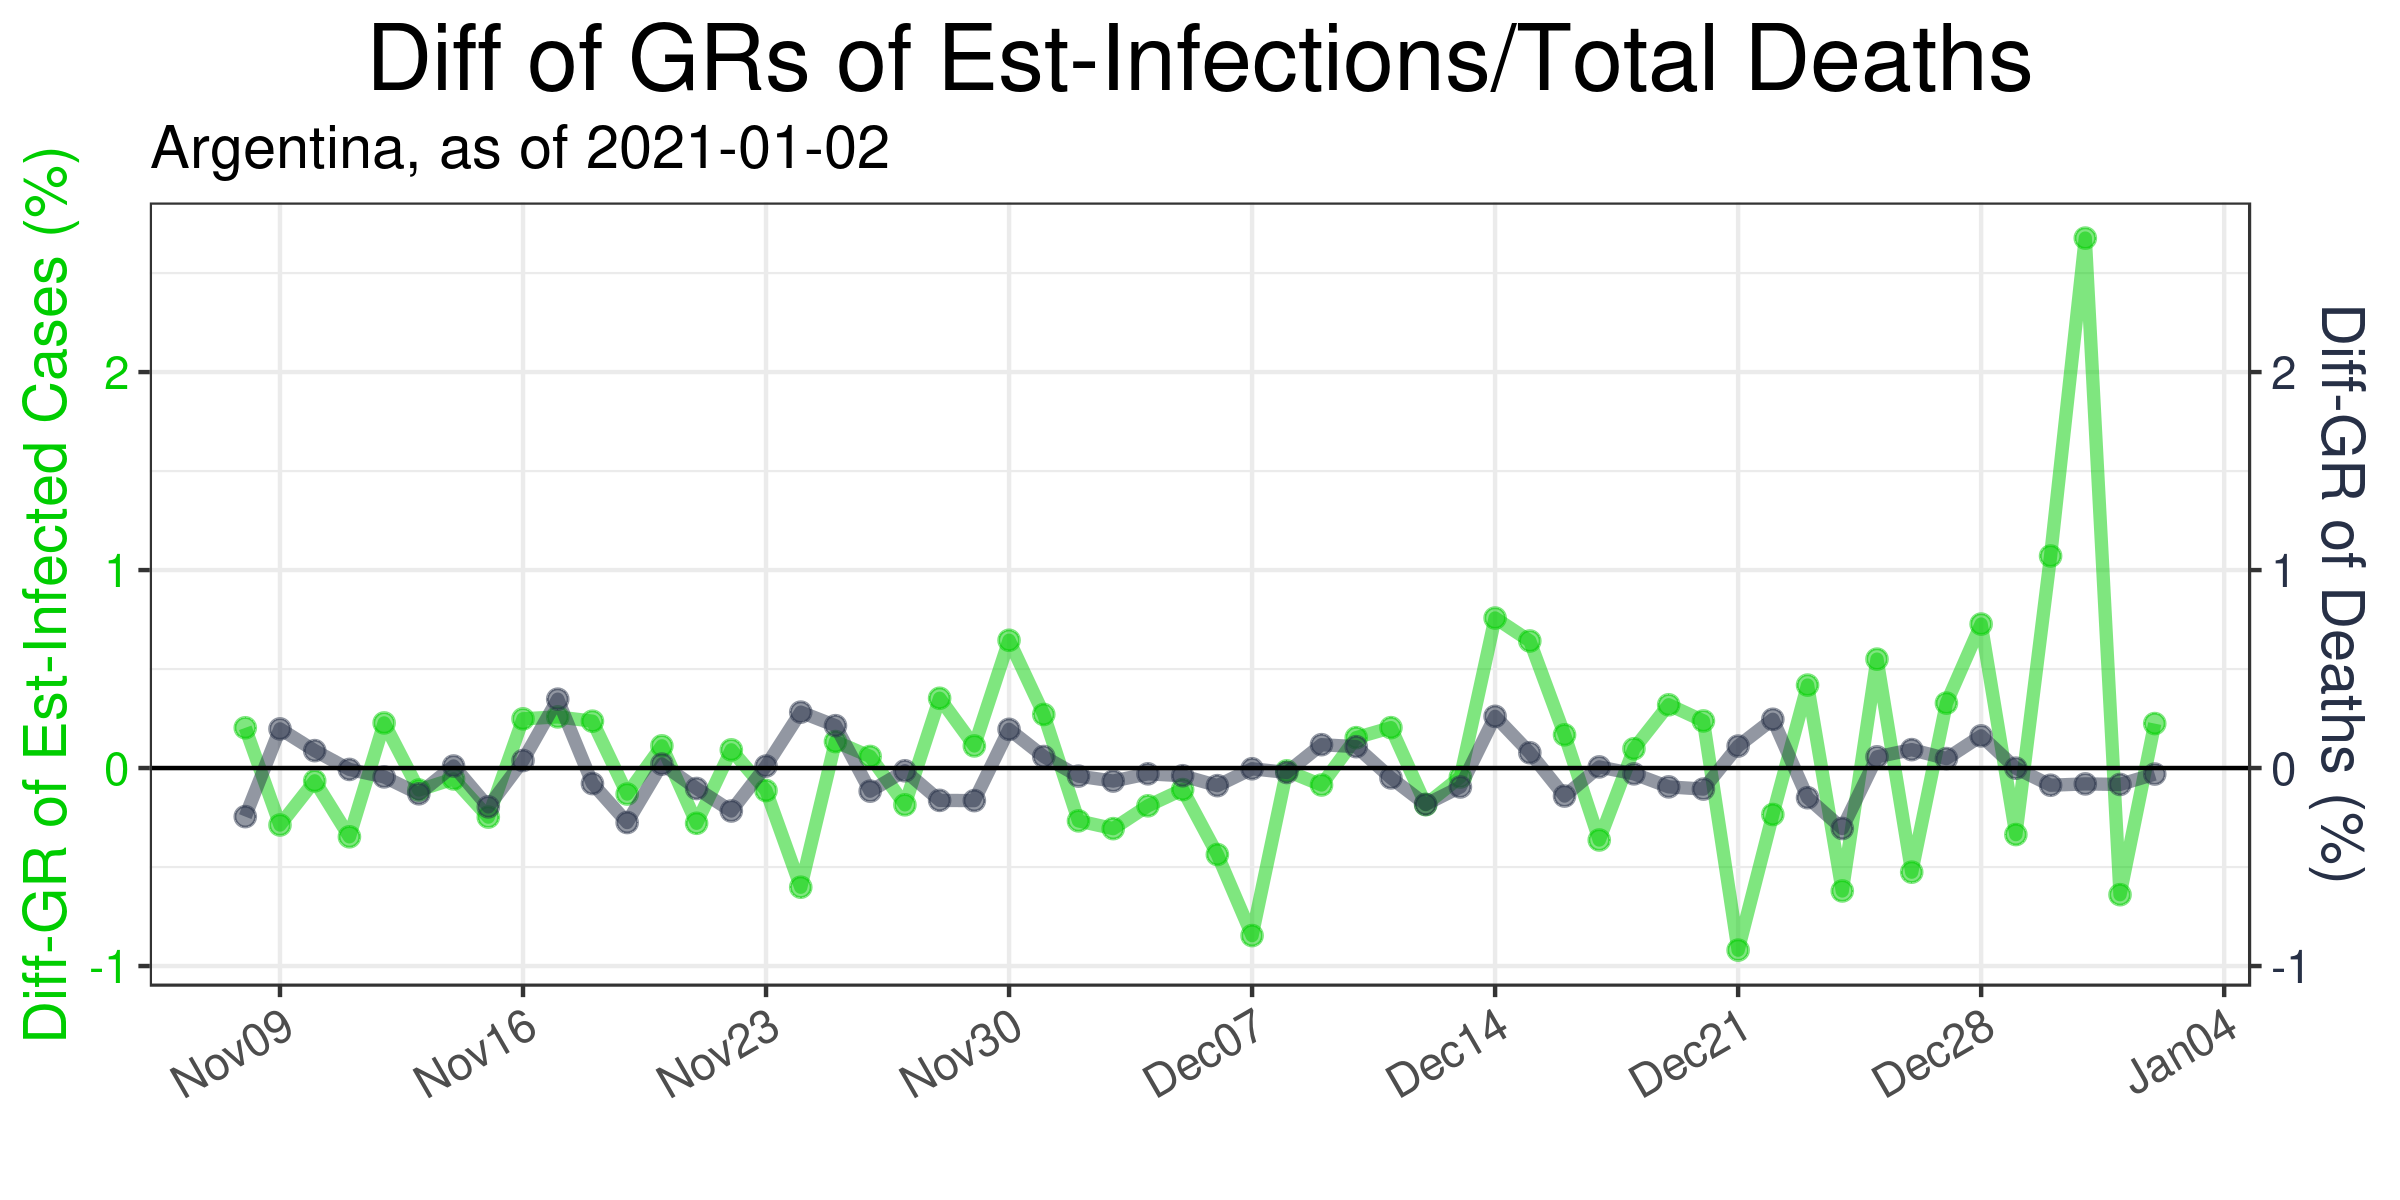 Diff of GRs of Est-Infections/Total Deaths
Argentina, as of 2021-01-02
Diff-GR of Est-Infected Cases (%)
2
1
0
-1
2
1
0
-1
Diff-GR of Deaths (%)
Nov09
Nov16
Nov23
Nov30
Dec07
Dec14
Dec21
Dec28
Jan04